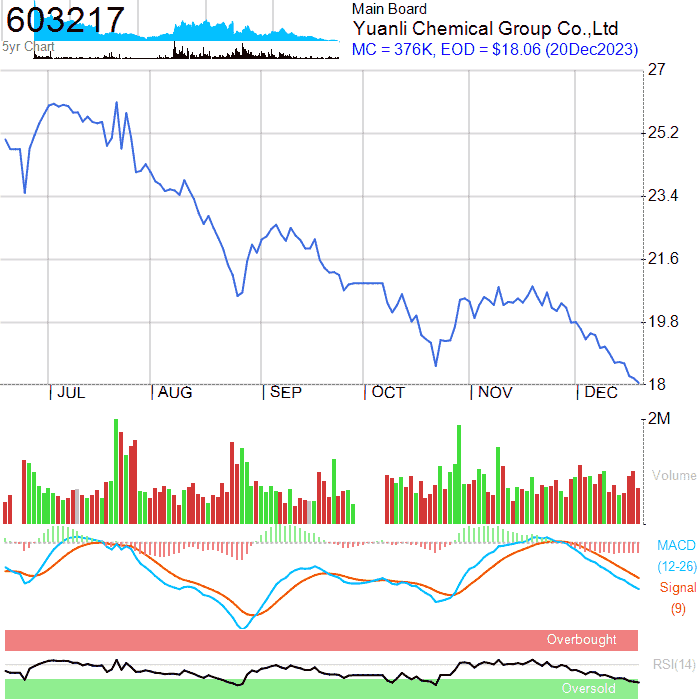 603217
5yr Chart
Main Board
Yuanli Chemical Group Co.,Ltd
MC = 376K, EOD = $18.06 (20Dec2023)
27
25.2
23.4
21.6
19.8
18
JUL AUG SEP OCT NOV DEC
2M
Volume
MACD
(12-26)
Signal
(9)
Overbought
RSI(14)
Oversold